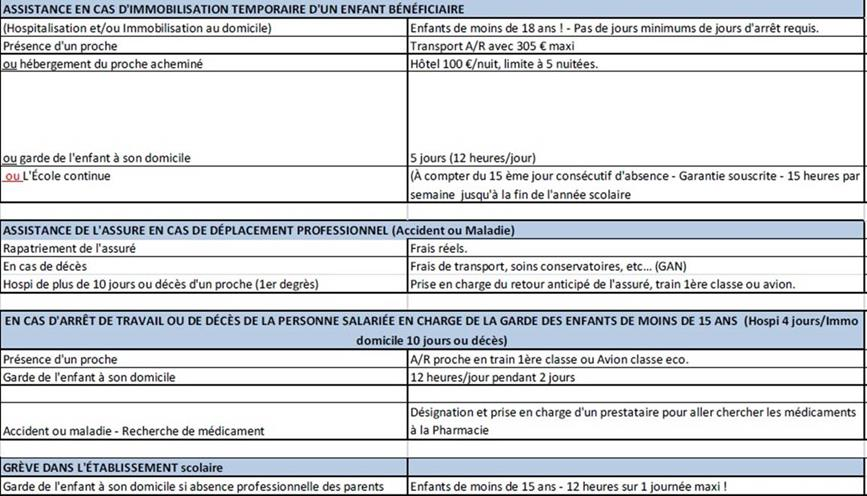 ASSISTANCE EN CAS D'IMMOBILISATION TEMPORAIRE D'UN ENFANT BÉNÉFICIAIRE
(Hospitalisation et/ou Immobilisation au domicile) Enfants de moins de 18 ans ! - Pas de jours minimums de jours d'arrêt requis.
Présence d'un proche Transport A/R avec 305 € maxi
ou hébergement du proche acheminé Hôtel 100 €/nuit, limite à 5 nuitées.
ou garde de l'enfant à son domicile 5 jours (12 heures/jour)
ou L'École continue (À compter du 15 ème jour consécutif d'absence - Garantie souscrite - 15 heures par
semaine jusqu'à la fin de l'année scolaire
ASSISTANCE DE L'ASSURE EN CAS DE DÉPLACEMENT PROFESSIONNEL (Accident ou Maladie)
Rapatriement de l'assuré Frais réels.
En cas de décès Frais de transport, soins conservatoires, etc... (GAN)
Hospi de plus de 10 jours ou décès d'un proche (1er degrès) Prise en charge du retour anticipé de l'assuré, train 1ère classe ou avion.
EN CAS D'ARRÊT DE TRAVAIL OU DE DÉCÈS DE LA PERSONNE SALARIÉE EN CHARGE DE LA GARDE DES ENFANTS DE MOINS DE 15 ANS (Hospi 4 jours/Immo
domicile 10 jours ou décès)
Présence d'un proche A/R proche en train 1ère classe ou Avion classe eco.
Garde de l'enfant à son domicile 12 heures/jour pendant 2 jours
Accident ou maladie - Recherche de médicament Désignation et prise en charge d'un prestataire pour aller chercher les médicaments
à la Pharmacie
GRÈVE DANS L'ÉTABLISSEMENT scolaire
Garde de l'enfant à son domicile si absence professionnelle des parents Enfants de moins de 15 ans - 12 heures sur 1 journée maxi !